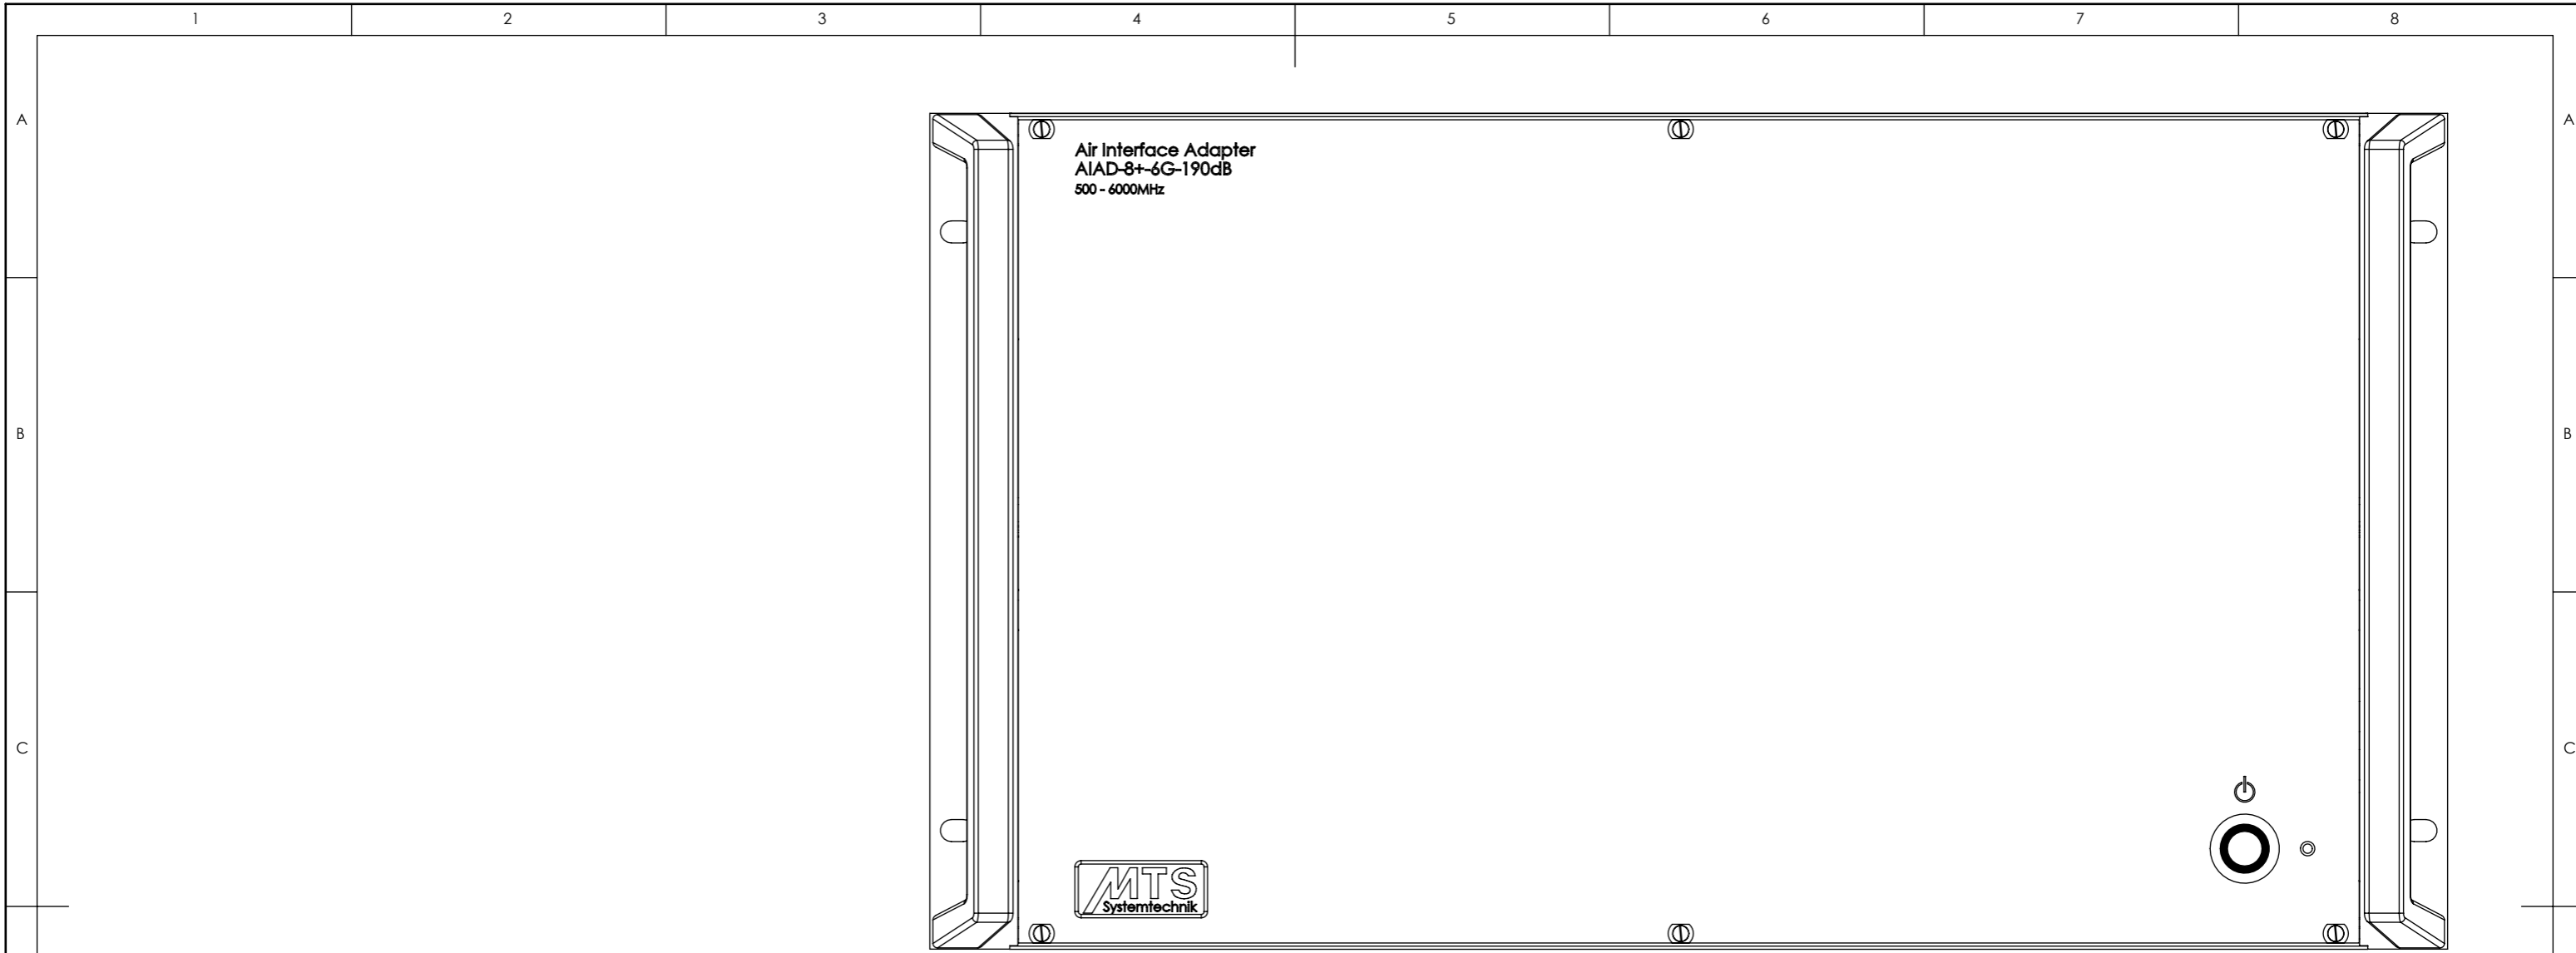 1 2 3 4 5 6 7 8
A A
Air Interface Adapter
AIAD-8+-6G-190dB
500 - 6000MHz
B B
C C
MTS
Systemtechnik